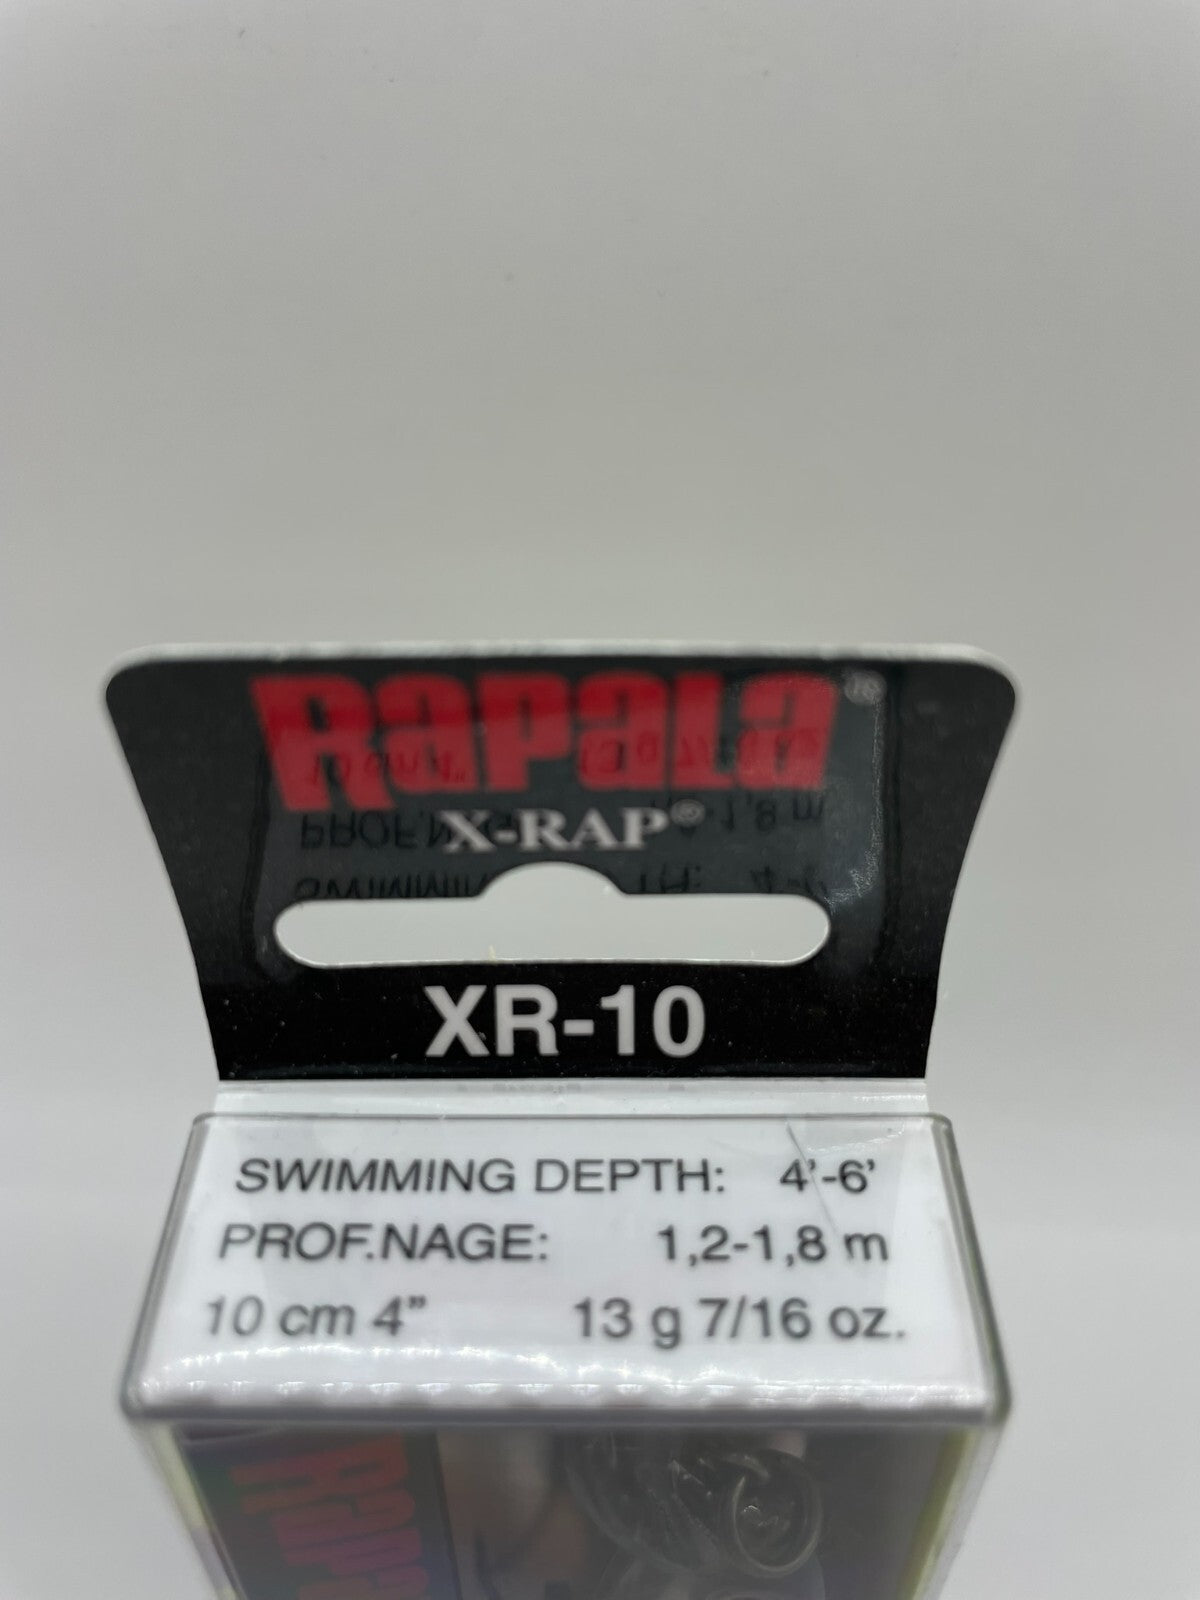 RAPALA®
X-RAP®
XR-10
SWIMMING DEPTH: 4'-6'
PROF.NAGE: 1,2-1,8 m
10 cm 4" 13 g 7/16 oz.
RAPALA